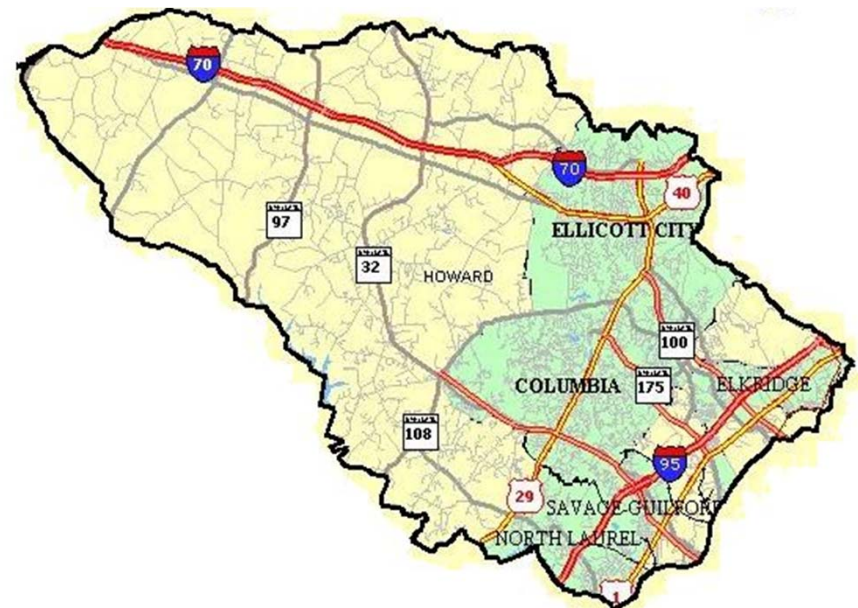 70
70
40
ELLICOTT CITY
97
32
HOWARD
100
COLUMBIA
175
ELKRIDGE
108
95
29
SAVAGE-GUILFORD
NORTH LAUREL
1